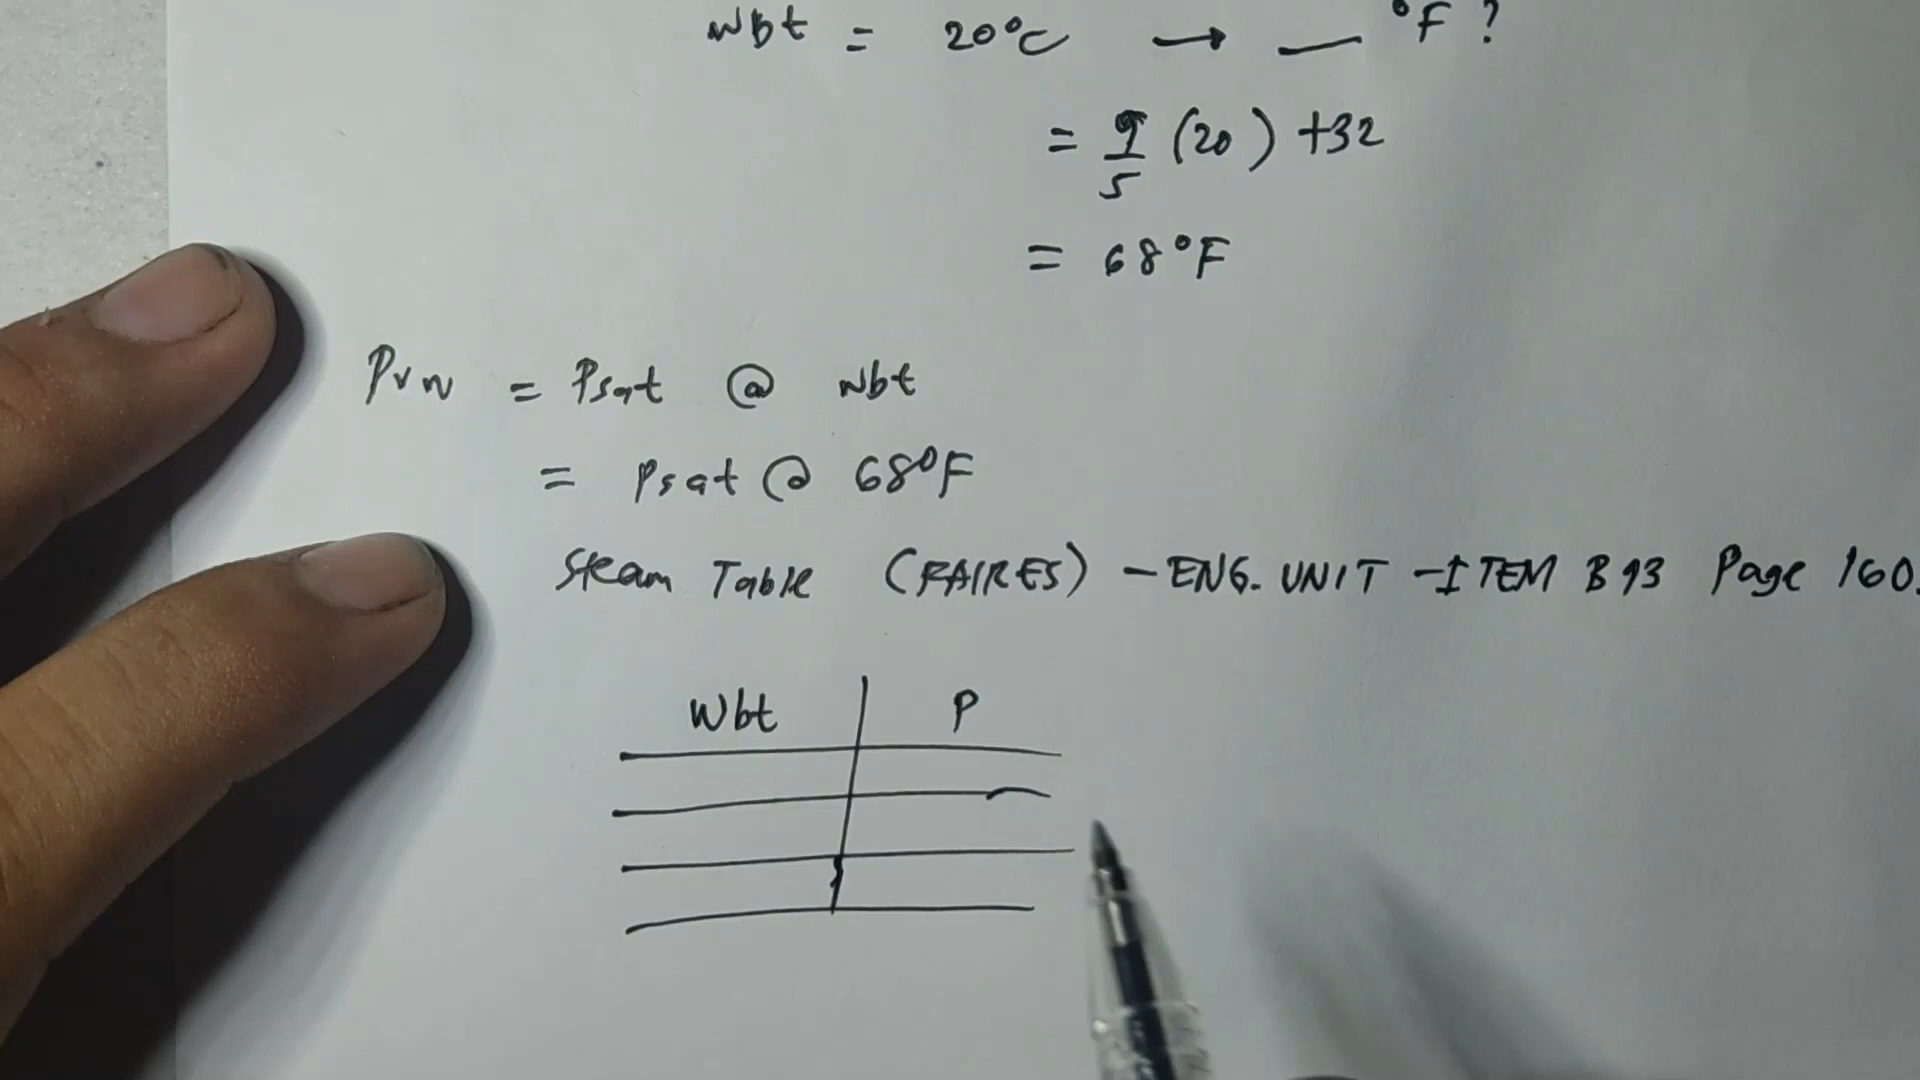 Wbt = 20°C → __ °F ?
= 9/5 (20) +32
= 68°F
Pvw = Psat @ Wbt
= Psat @ 68°F
Steam Table (FAIRES) - ENG. UNIT - ITEM B13 Page 160.
Wbt P